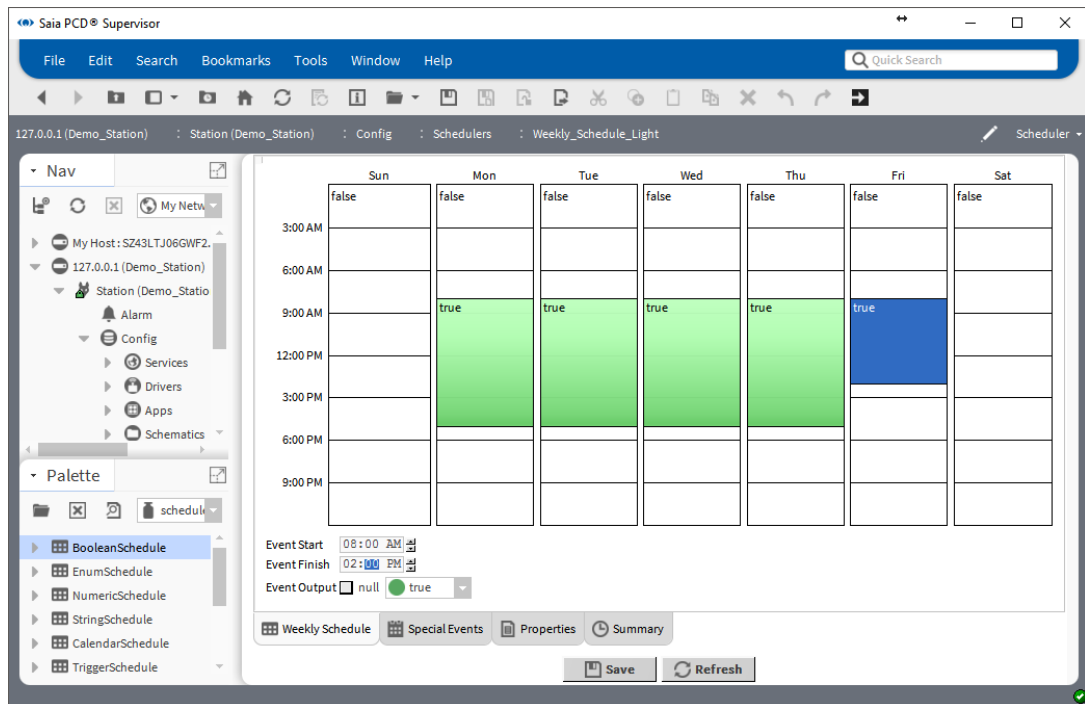 Saia PCD® Supervisor
File Edit Search Bookmarks Tools Window Help Quick Search
127.0.0.1 (Demo_Station) : Station (Demo_Station) : Config : Schedulers : Weekly_Schedule_Light Scheduler
Nav
My Netw
My Host : SZ43LTJ06GWF2.
127.0.0.1 (Demo_Station)
Station (Demo_Statio
Alarm
Config
Services
Drivers
Apps
Schematics
Palette
schedule
BooleanSchedule
EnumSchedule
NumericSchedule
StringSchedule
CalendarSchedule
TriggerSchedule
Sun Mon Tue Wed Thu Fri Sat
false false false false false false false
3:00 AM
6:00 AM
true true true true true
9:00 AM
12:00 PM
3:00 PM
6:00 PM
9:00 PM
Event Start 08:00 AM
Event Finish 02:00 PM
Event Output null true
Weekly Schedule Special Events Properties Summary
Save Refresh